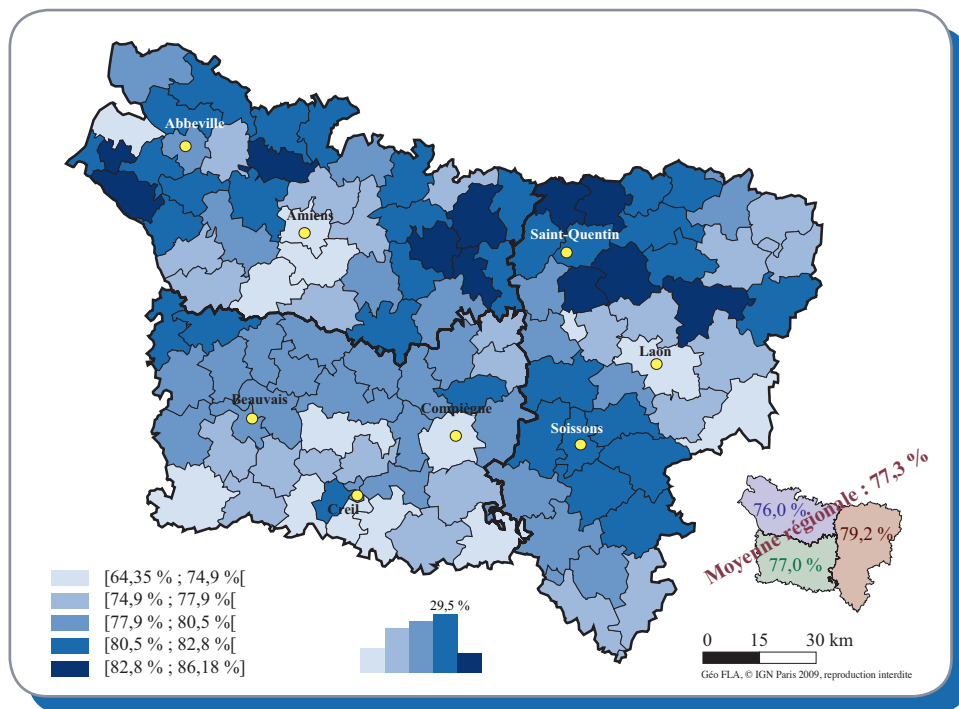 Abbeville
Amiens
Saint-Quentin
Laon
Beauvais
Compiègne
Soissons
Creil
Moyenne régionale : 77,3 %
76,0 %
79,2 %
77,0 %
[64,35 % ; 74,9 %[
[74,9 % ; 77,9 %[
[77,9 % ; 80,5 %[
[80,5 % ; 82,8 %[
[82,8 % ; 86,18 %]
29,5 %
0 15 30 km
Géo FLA, © IGN Paris 2009, reproduction interdite